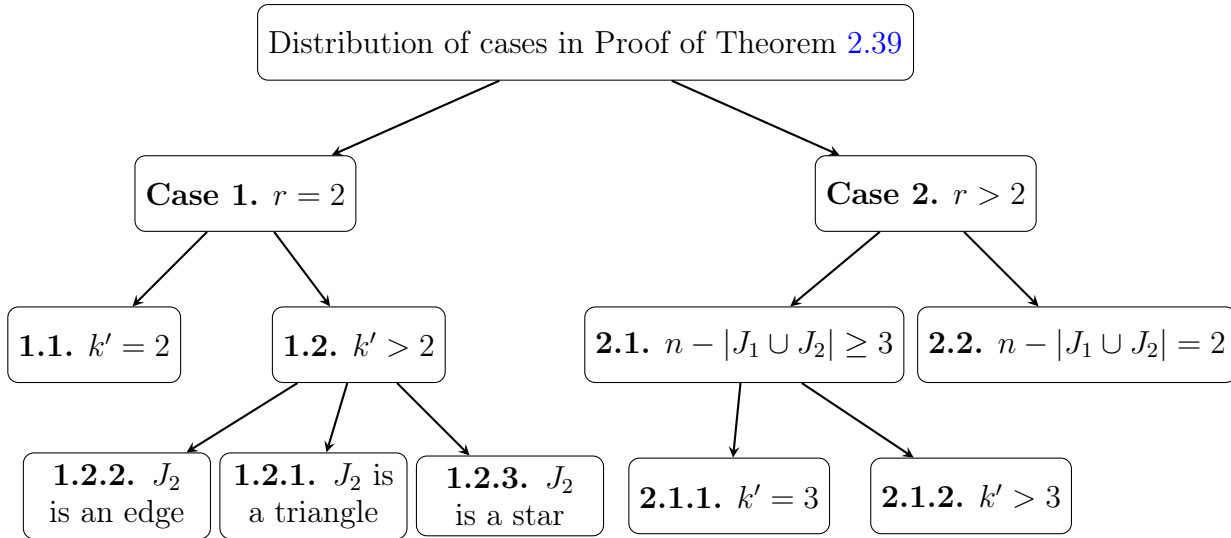 Distribution of cases in Proof of Theorem 2.39
Case 1. r = 2
Case 2. r > 2
1.1. k′ = 2
1.2. k′ > 2
2.1. n − |J₁ ∪ J₂| ≥ 3
2.2. n − |J₁ ∪ J₂| = 2
1.2.2. J₂
is an edge
1.2.1. J₂ is
a triangle
1.2.3. J₂
is a star
2.1.1. k′ = 3
2.1.2. k′ > 3